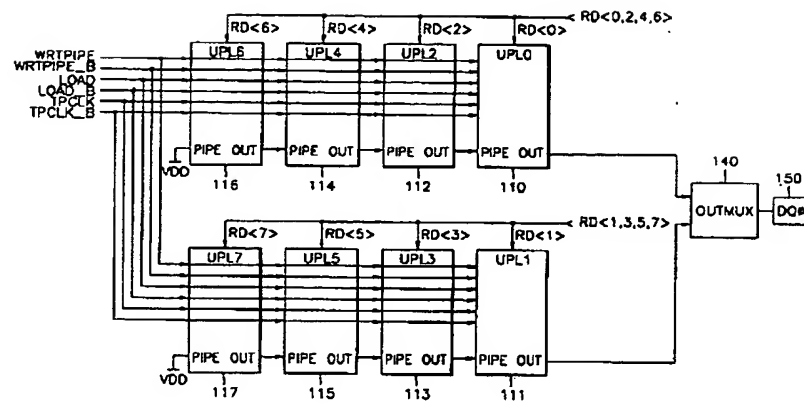 RD<6> RD<4> RD<2> RD<0> RD<0,2,4,6>
UPL6 UPL4 UPL2 UPL0
WRTPIPE
WRTPIPE_B
LOAD
LOAD_B
TPCLK
TPCLK_B
PIPE OUT PIPE OUT PIPE OUT PIPE OUT
VDD
116 114 112 110
140
150
OUTMUX
RD<7> RD<5> RD<3> RD<1> RD<1,3,5,7>
UPL7 UPL5 UPL3 UPL1
PIPE OUT PIPE OUT PIPE OUT PIPE OUT
VDD
117 115 113 111